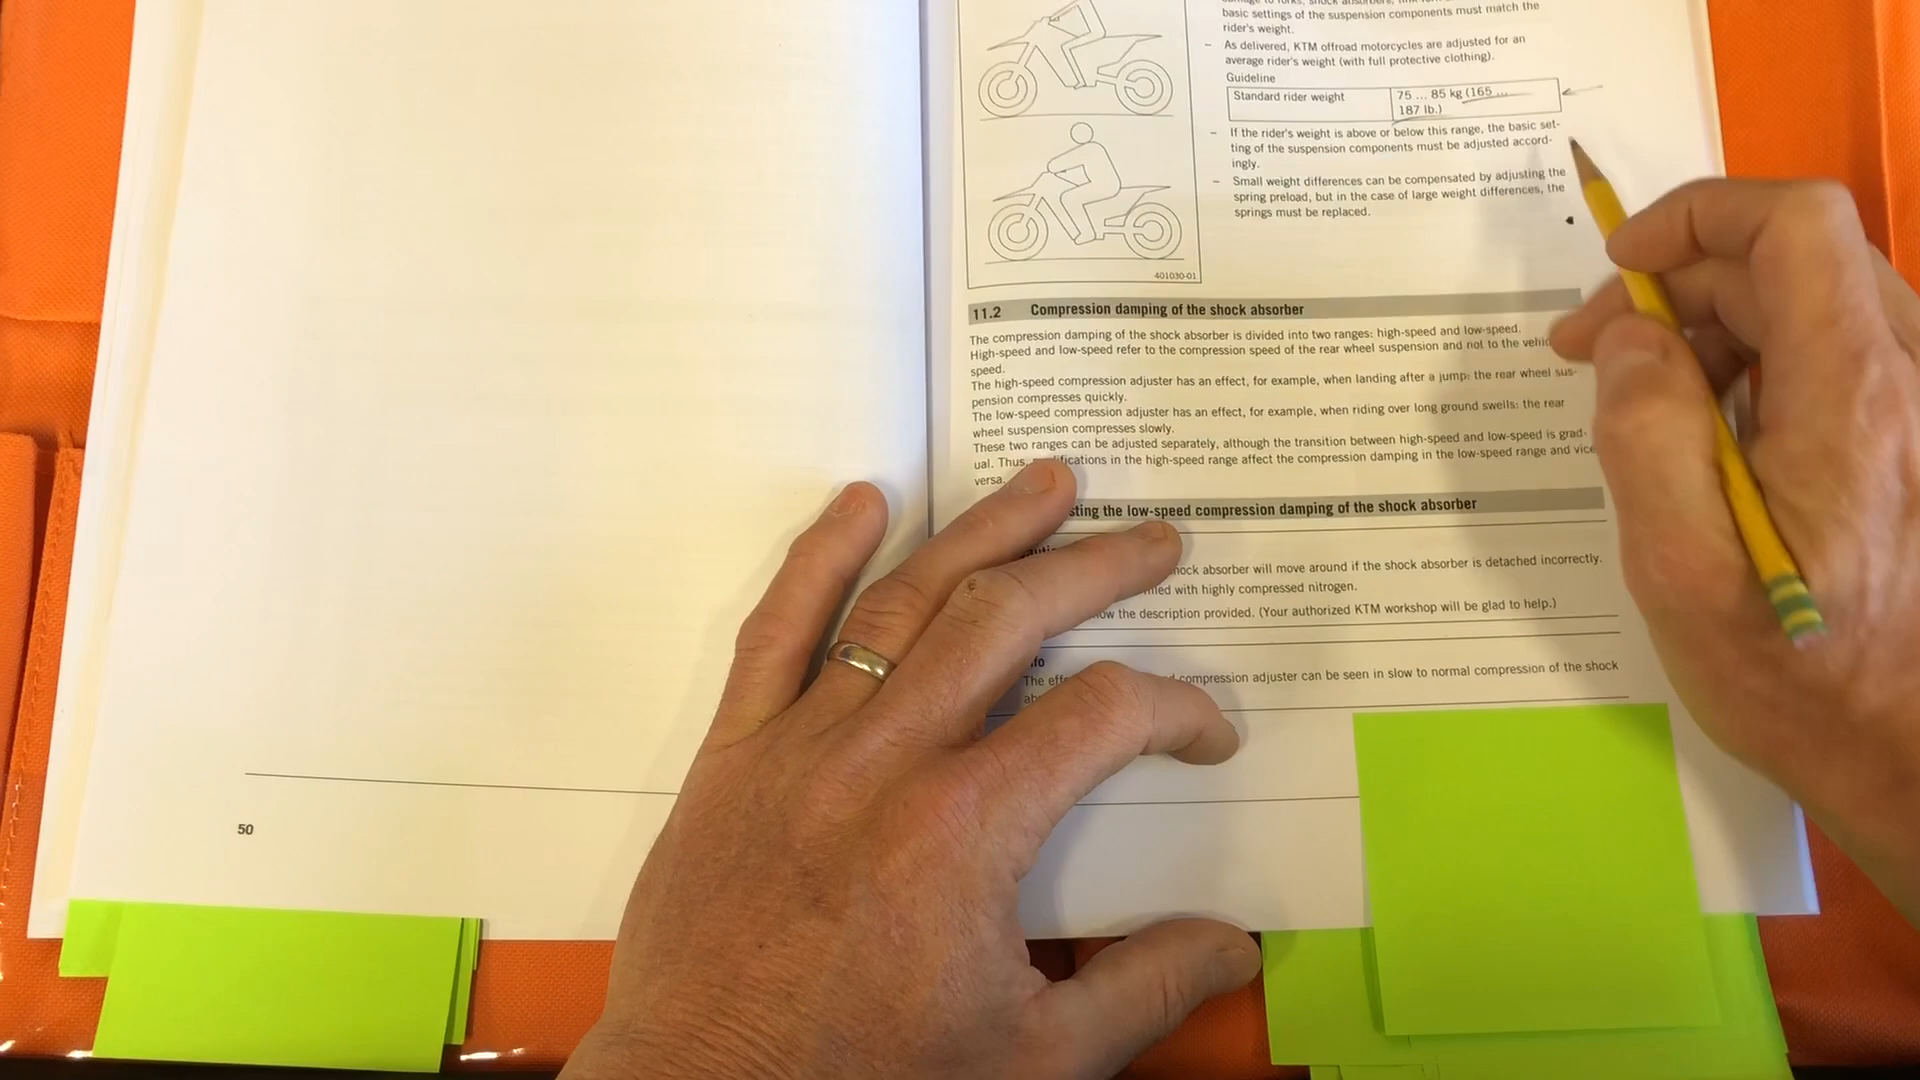 basic settings of the suspension components must match the
rider's weight.
– As delivered, KTM offroad motorcycles are adjusted for an
average rider's weight (with full protective clothing).
Guideline
Standard rider weight 75 ... 85 kg (165 ...
187 lb.)
– If the rider's weight is above or below this range, the basic set-
ting of the suspension components must be adjusted accord-
ingly.
– Small weight differences can be compensated by adjusting the
spring preload, but in the case of large weight differences, the
springs must be replaced.
401030-01
11.2 Compression damping of the shock absorber
The compression damping of the shock absorber is divided into two ranges: high-speed and low-speed.
High-speed and low-speed refer to the compression speed of the rear wheel suspension and not to the
speed.
The high-speed compression adjuster has an effect, for example, when landing after a jump: the rear wheel sus-
pension compresses quickly.
The low-speed compression adjuster has an effect, for example, when riding over long ground swells: the rear
wheel suspension compresses slowly.
These two ranges can be adjusted separately, although the transition between high-speed and low-speed is grad-
ual. Thus, in the high-speed range affect the compression damping in the low-speed range and vice
versa.
the low-speed compression damping of the shock absorber
absorber will move around if the shock absorber is detached incorrectly.
with highly compressed nitrogen.
the description provided. (Your authorized KTM workshop will be glad to help.)
The compression adjuster can be seen in slow to normal compression of the shock
50